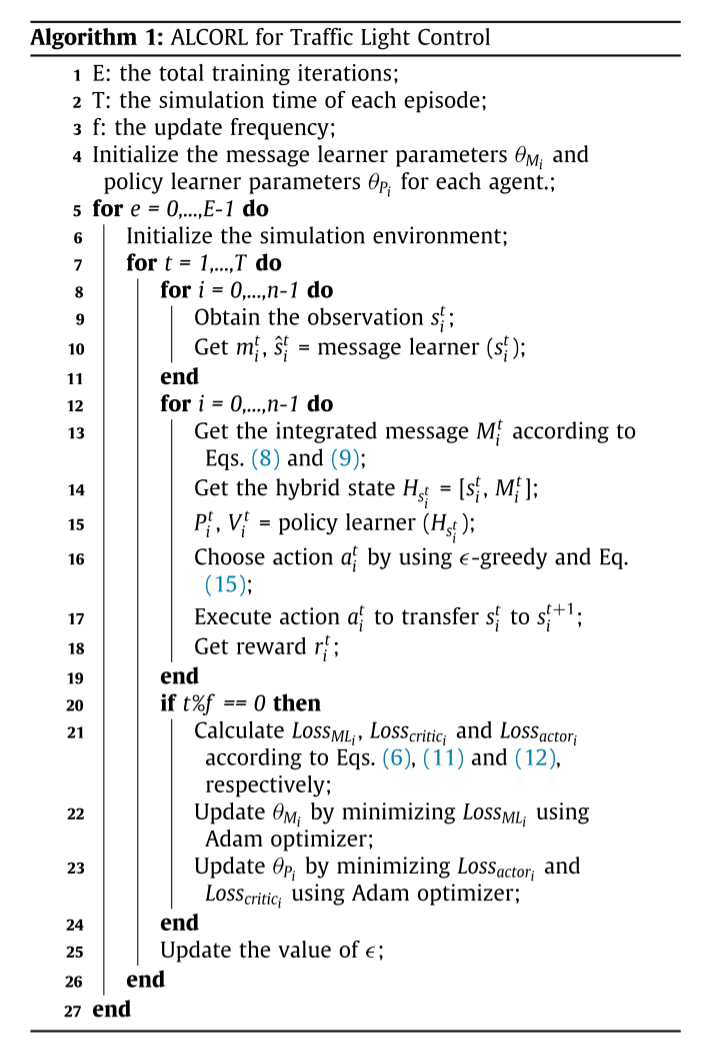 Algorithm 1: ALCORL for Traffic Light Control
1 E: the total training iterations;
2 T: the simulation time of each episode;
3 f: the update frequency;
4 Initialize the message learner parameters θ_{M_i} and
policy learner parameters θ_{P_i} for each agent.;
5 for e = 0,...,E-1 do
6 Initialize the simulation environment;
7 for t = 1,...,T do
8 for i = 0,...,n-1 do
9 Obtain the observation s_i^t;
10 Get m_i^t, ŝ_i^t = message learner (s_i^t);
11 end
12 for i = 0,...,n-1 do
13 Get the integrated message M_i^t according to
Eqs. (8) and (9);
14 Get the hybrid state H_{s_i^t} = [s_i^t, M_i^t];
15 P_i^t, V_i^t = policy learner (H_{s_i^t});
16 Choose action a_i^t by using ϵ-greedy and Eq.
(15);
17 Execute action a_i^t to transfer s_i^t to s_i^{t+1};
18 Get reward r_i^t;
19 end
20 if t%f == 0 then
21 Calculate Loss_{ML_i}, Loss_{critic_i} and Loss_{actor_i}
according to Eqs. (6), (11) and (12),
respectively;
22 Update θ_{M_i} by minimizing Loss_{ML_i} using
Adam optimizer;
23 Update θ_{P_i} by minimizing Loss_{actor_i} and
Loss_{critic_i} using Adam optimizer;
24 end
25 Update the value of ϵ;
26 end
27 end